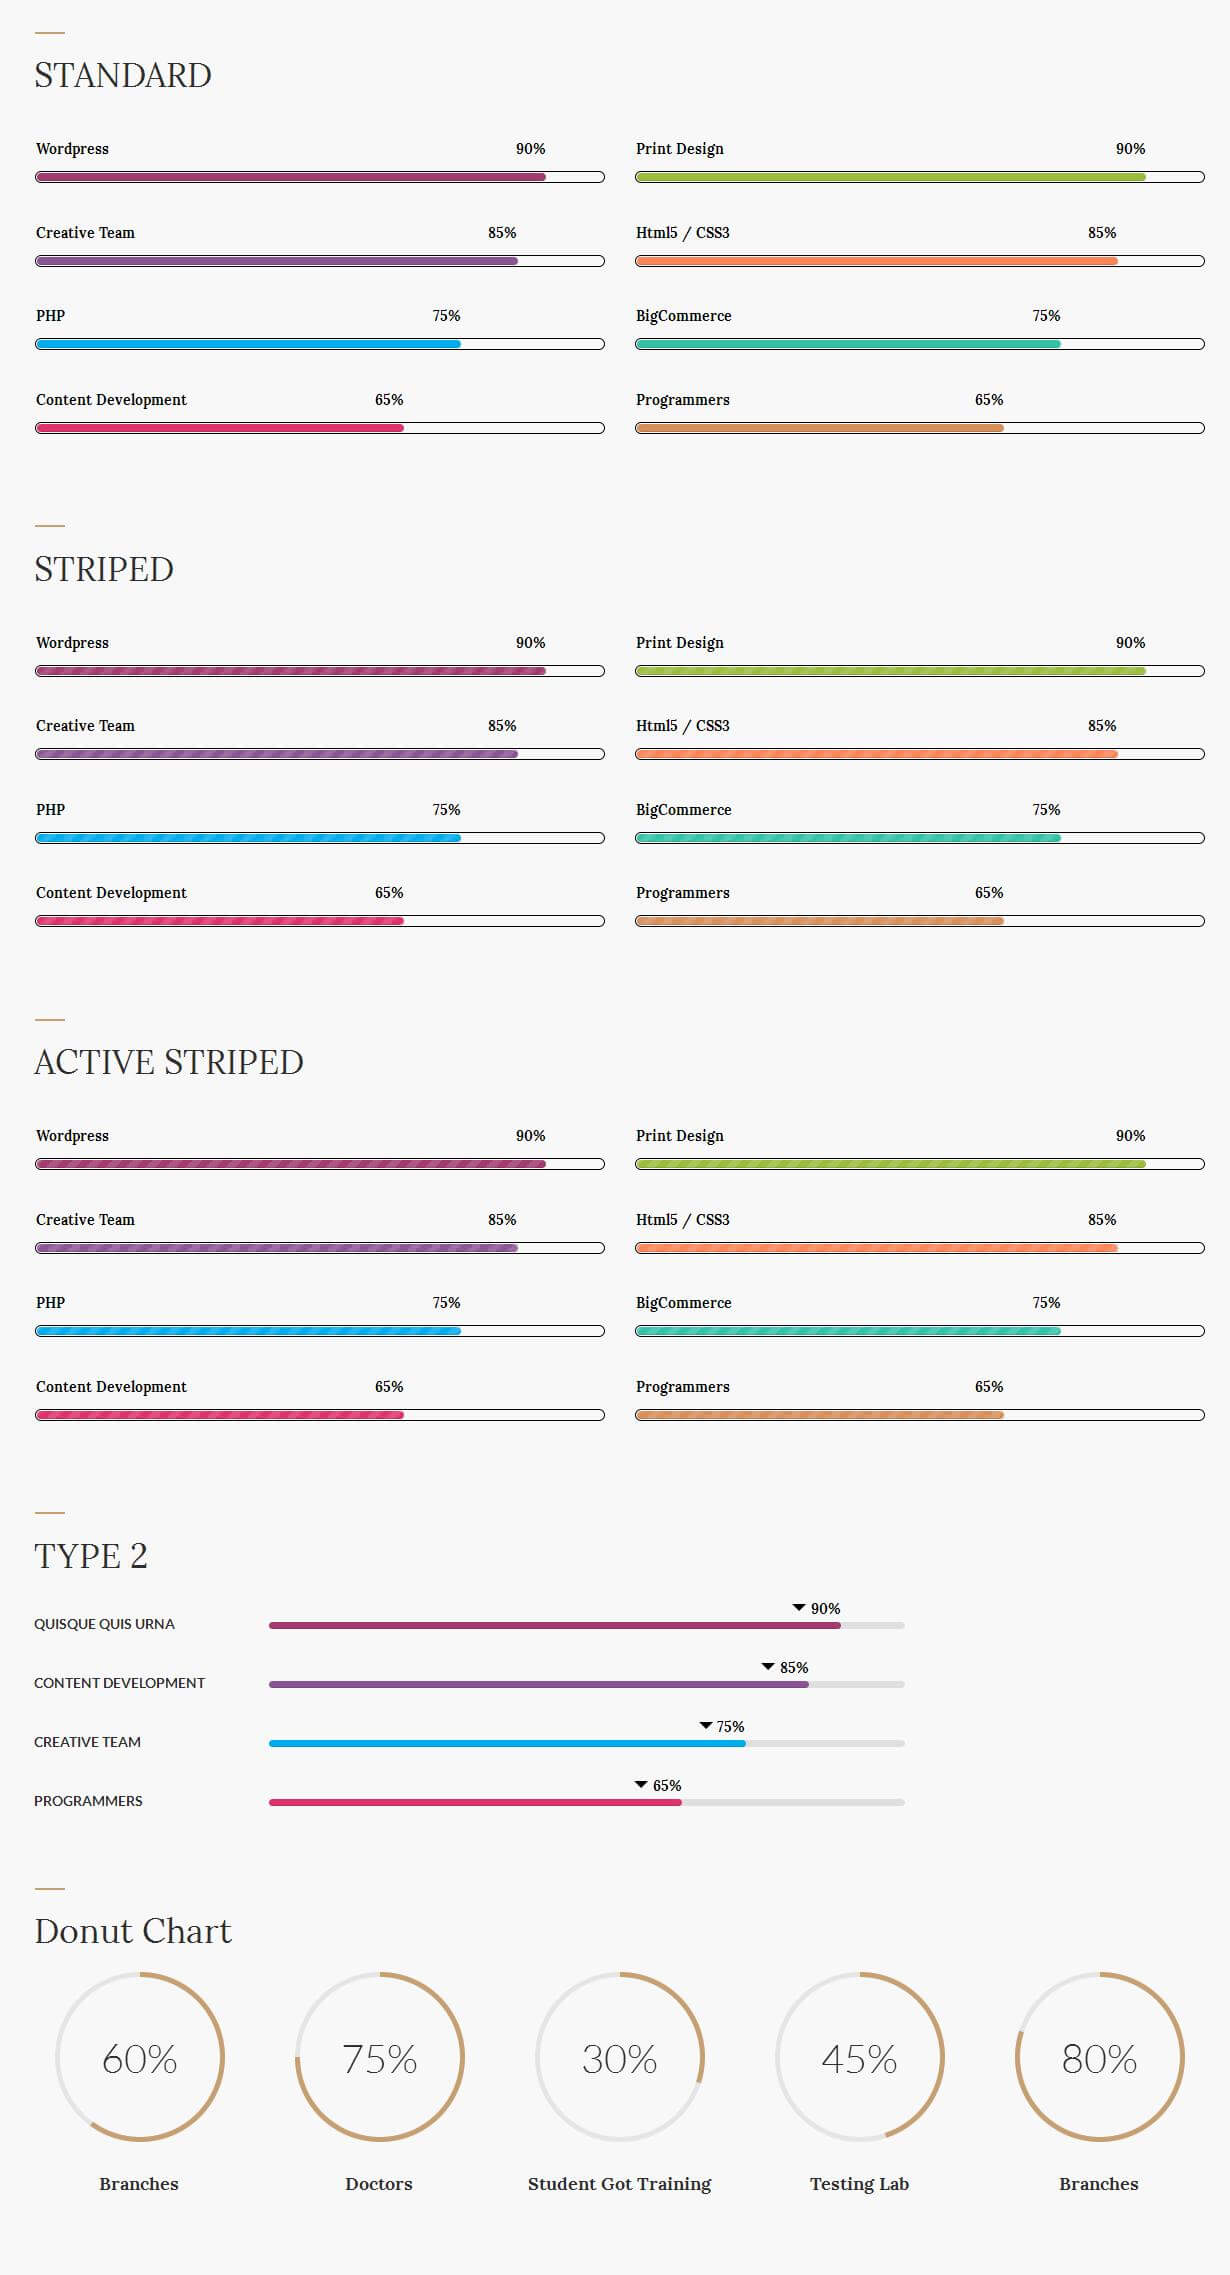 STANDARD
Wordpress 90% Print Design 90%
Creative Team 85% Html5 / CSS3 85%
PHP 75% BigCommerce 75%
Content Development 65% Programmers 65%
STRIPED
Wordpress 90% Print Design 90%
Creative Team 85% Html5 / CSS3 85%
PHP 75% BigCommerce 75%
Content Development 65% Programmers 65%
ACTIVE STRIPED
Wordpress 90% Print Design 90%
Creative Team 85% Html5 / CSS3 85%
PHP 75% BigCommerce 75%
Content Development 65% Programmers 65%
TYPE 2
QUISQUE QUIS URNA 90%
CONTENT DEVELOPMENT 85%
CREATIVE TEAM 75%
PROGRAMMERS 65%
Donut Chart
60% 75% 30% 45% 80%
Branches Doctors Student Got Training Testing Lab Branches